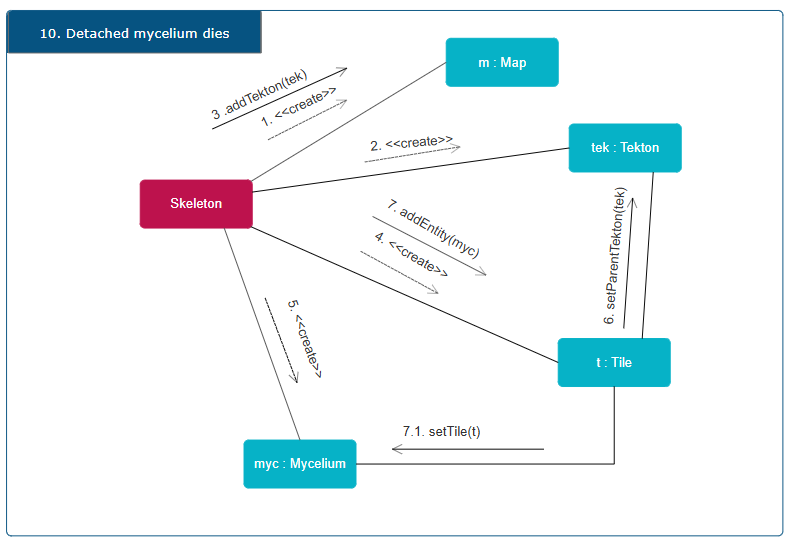 10. Detached mycelium dies
m : Map
3 .addTekton(tek)
1. <<create>>
2. <<create>>
tek : Tekton
Skeleton
7. addEntity(myc)
4. <<create>>
6. setParentTekton(tek)
5. <<create>>
t : Tile
7.1. setTile(t)
myc : Mycelium